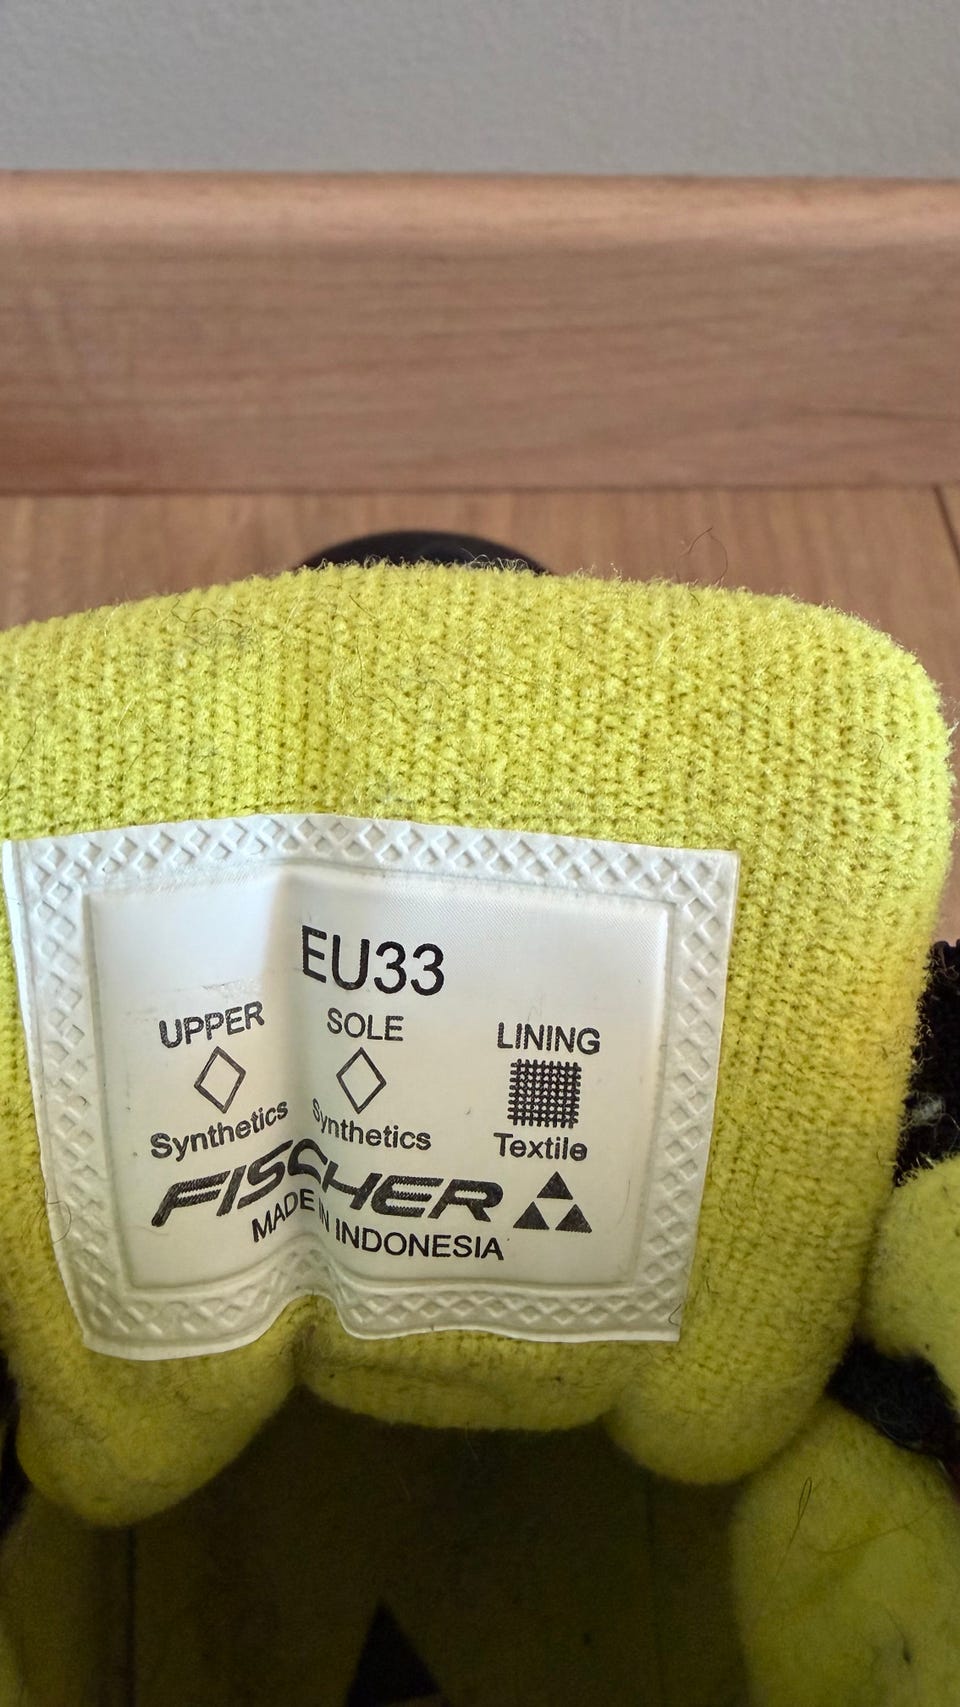 EU33
UPPER SOLE LINING
Synthetics Synthetics Textile
FISCHER
MADE IN INDONESIA